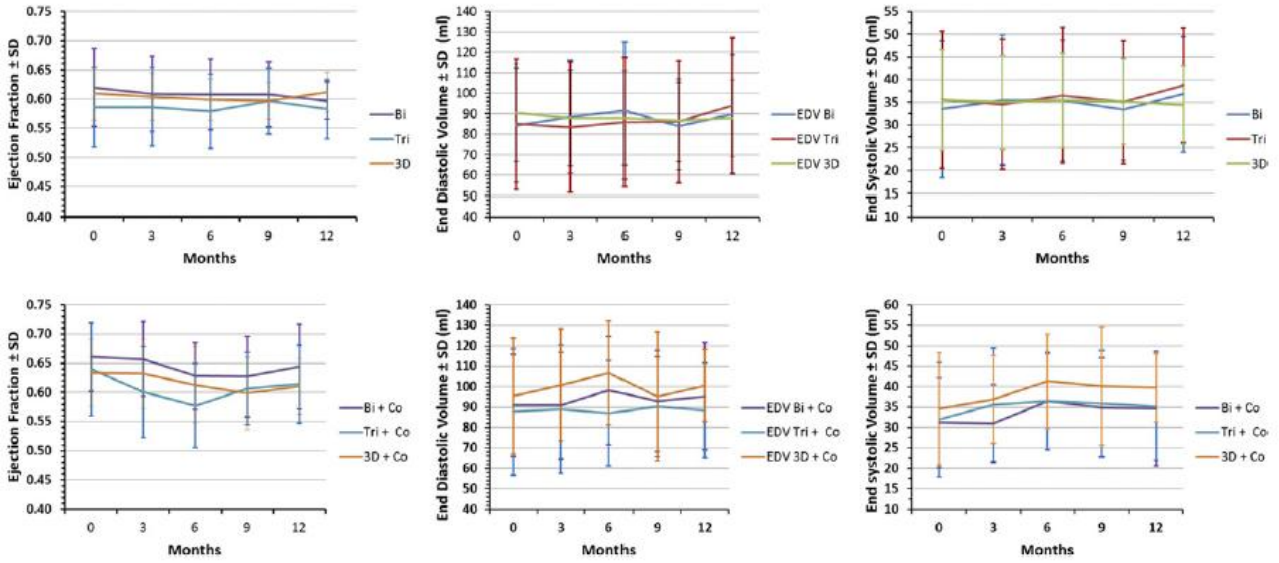 Ejection Fraction ± SD
0.75
0.70
0.65
0.60
0.55
0.50
0.45
0.40
0 3 6 9 12
Months
Bi
Tri
3D
End Diastolic Volume ± SD (ml)
140
130
120
110
100
90
80
70
60
50
40
0 3 6 9 12
Months
EDV Bi
EDV Tri
EDV 3D
End Systolic Volume ± SD (ml)
55
50
45
40
35
30
25
20
15
10
0 3 6 9 12
Months
Bi
Tri
3D
Ejection Fraction ± SD
0.75
0.70
0.65
0.60
0.55
0.50
0.45
0.40
0 3 6 9 12
Months
Bi + Co
Tri + Co
3D + Co
End Diastolic Volume ± SD (ml)
140
130
120
110
100
90
80
70
60
50
40
0 3 6 9 12
Months
EDV Bi + Co
EDV Tri + Co
EDV 3D + Co
End systolic Volume ± SD (ml)
60
55
50
45
40
35
30
25
20
15
10
0 3 6 9 12
Months
Bi + Co
Tri + Co
3D + Co